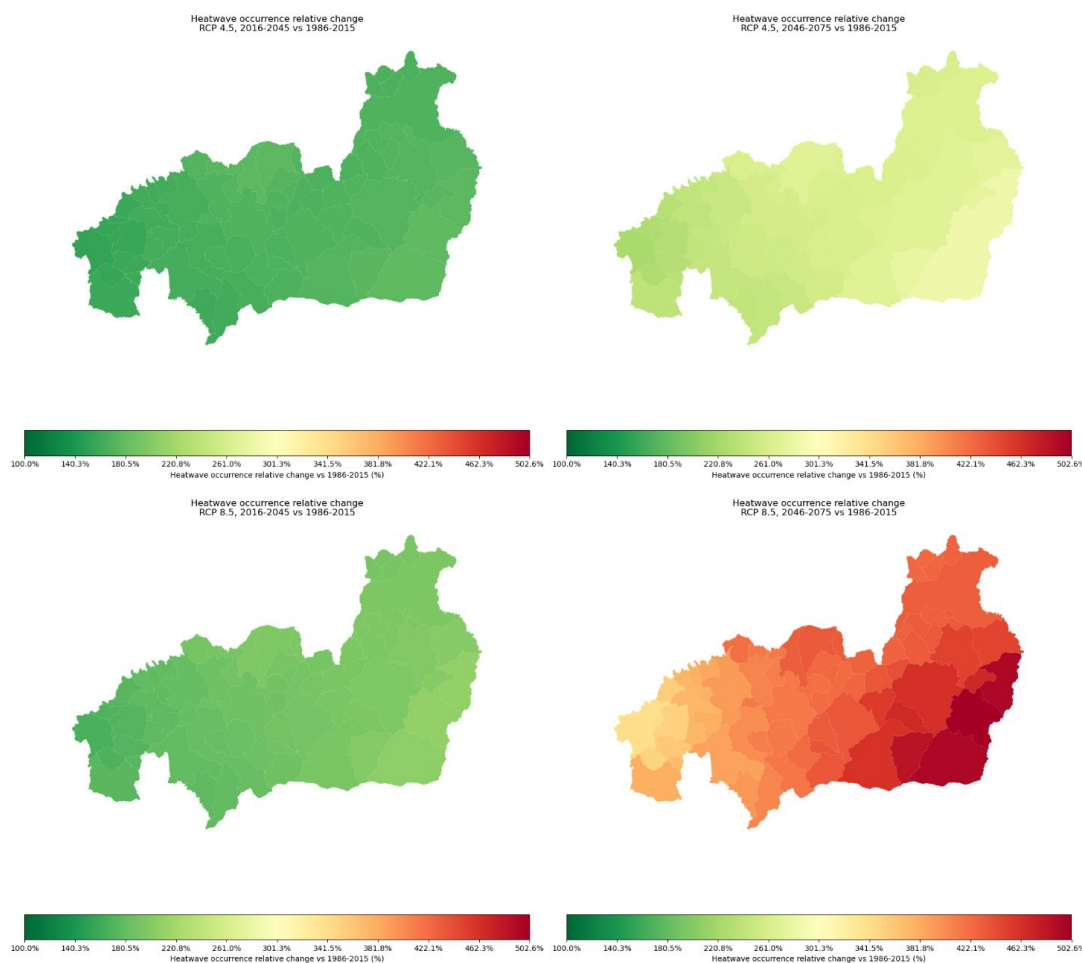 Heatwave occurrence relative change
RCP 4.5, 2016-2045 vs 1986-2015
100.0% 140.3% 180.5% 220.8% 261.0% 301.3% 341.5% 381.8% 422.1% 462.3% 502.6%
Heatwave occurrence relative change vs 1986-2015 (%)
Heatwave occurrence relative change
RCP 4.5, 2046-2075 vs 1986-2015
100.0% 140.3% 180.5% 220.8% 261.0% 301.3% 341.5% 381.8% 422.1% 462.3% 502.6%
Heatwave occurrence relative change vs 1986-2015 (%)
Heatwave occurrence relative change
RCP 8.5, 2016-2045 vs 1986-2015
100.0% 140.3% 180.5% 220.8% 261.0% 301.3% 341.5% 381.8% 422.1% 462.3% 502.6%
Heatwave occurrence relative change vs 1986-2015 (%)
Heatwave occurrence relative change
RCP 8.5, 2046-2075 vs 1986-2015
100.0% 140.3% 180.5% 220.8% 261.0% 301.3% 341.5% 381.8% 422.1% 462.3% 502.6%
Heatwave occurrence relative change vs 1986-2015 (%)